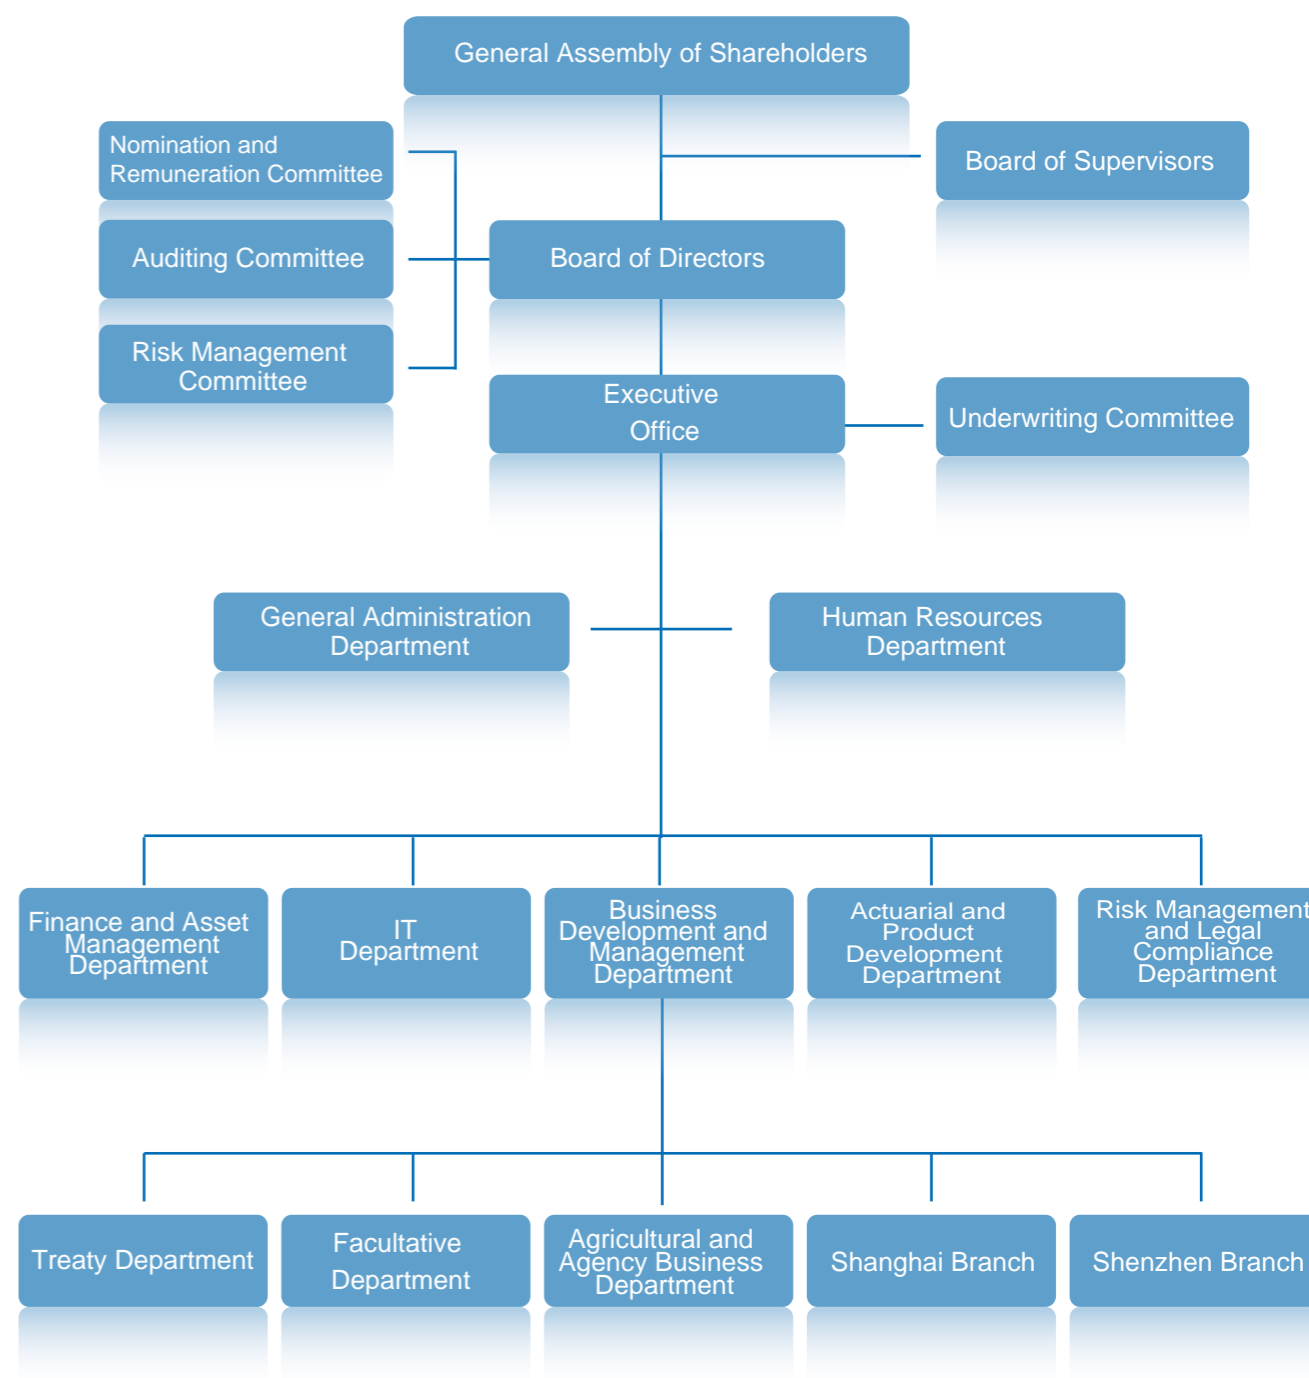 General Assembly of Shareholders
Nomination and
Remuneration Committee
Board of Supervisors
Auditing Committee
Board of Directors
Risk Management
Committee
Executive
Office
Underwriting Committee
General Administration
Department
Human Resources
Department
Finance and Asset
Management
Department
IT
Department
Business
Development and
Management
Department
Actuarial and
Product
Development
Department
Risk Management
and Legal
Compliance
Department
Treaty Department
Facultative
Department
Agricultural and
Agency Business
Department
Shanghai Branch
Shenzhen Branch